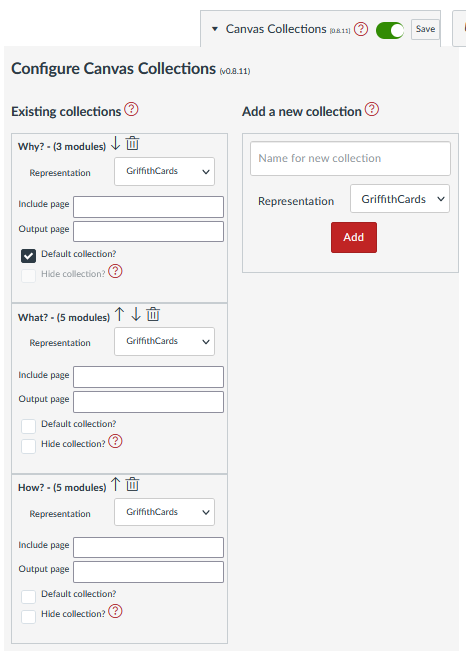 Canvas Collections [0.8.11] ? Save
Configure Canvas Collections (v0.8.11)
Existing collections ?
Why? - (3 modules)
Representation GriffithCards
Include page
Output page
Default collection?
Hide collection? ?
What? - (5 modules)
Representation GriffithCards
Include page
Output page
Default collection?
Hide collection? ?
How? - (5 modules)
Representation GriffithCards
Include page
Output page
Default collection?
Hide collection? ?
Add a new collection ?
Name for new collection
Representation GriffithCards
Add